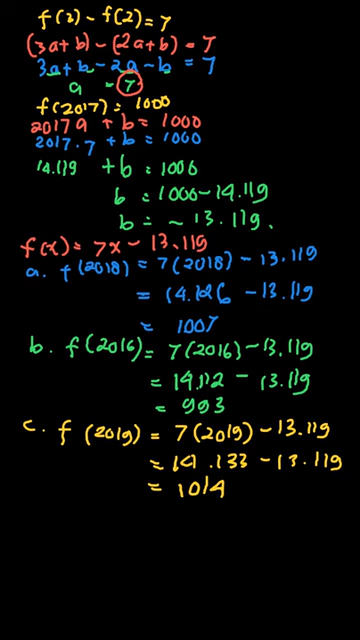 f(3) - f(2) = 7
(3a+b) - (2a+b) = 7
3a+b - 2a - b = 7
a = 7
f(2017) = 1000
2017a + b = 1000
2017.7 + b = 1000
14.119 + b = 1000
b = 1000 - 14.119
b = - 13.119.
f(x) = 7x - 13.119
a. f(2018) = 7(2018) - 13.119
= 14.126 - 13.119
= 1007
b. f(2016) = 7(2016) - 13.119
= 14.112 - 13.119
= 993
c. f(2019) = 7(2019) - 13.119
= 14.133 - 13.119
= 1014